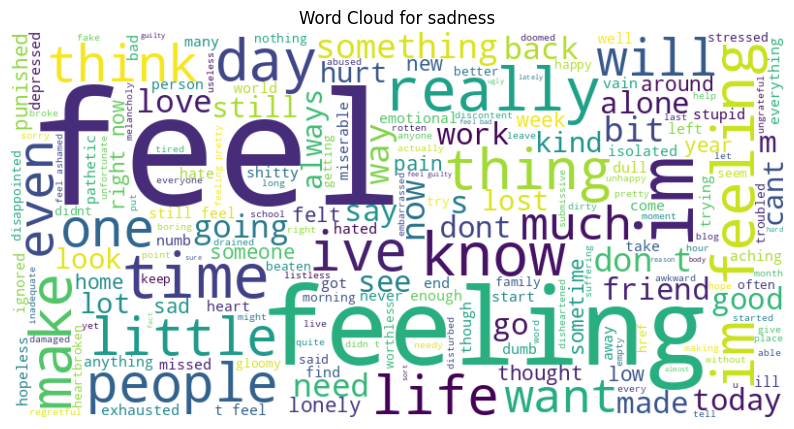 Word Cloud for sadness
punished
depressed
fake
guilty
bad
many
nothing
something
back
will
well
stressed
think
day
hurt
new
doomed
happy
better
broke
useless
abused
person
world
emotional
vain
around
everything
sorry
right now
love
still
always
way
really
anyone
discontent
feel bad
lately
ugly
alone
stupid
last
help
ungrateful
feel
melancholy
tired
hate
getting
miserable
work
week
rotten
leave
kind
bit
left
year
let
m
feeling
unfortunate
pathetic
feel ashamed
put
everyone
feeling pretty
shitty
long
pain
actually
isolated
dull
seem
unhappy
pretty
cant
disappointed
even
didnt
still feel
felt
say
try
feel guilty
s
lost
thing
im
submissive
dirty
trying
troubled
one
boring
going
school
hated
now
embarrassed
dont
much
come
moment
blog
hard
look
numb
someone
right
ive
know
don t
take
hour
aching
ignored
time
point
sure
drained
beaten
listless
see
end
suffering
reason
body
month
inadequate
make
home
keep
heart
got
morning
never
enough
family
start
friend
awkward
hope
often
good
lot
sad
feeling
disheartened
sometime
started
give
place
hopeless
yet
little
fact
might
quite
live
didn t
worthless
needy
disturbed
though
go
word
away
empty
href
making
without
able
im feeling
damaged
heartbroken
anything
missed
gloomy
said
find
dumb
thought
low
every
almost
u
ill
regretful
exhausted
people
t feel
lonely
need
sort
life
want
made
tell
today